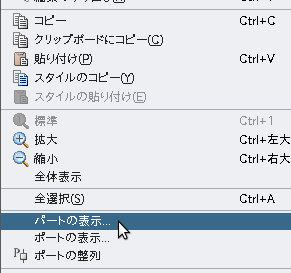 コピー Ctrl+C
クリップボードにコピー(C)
貼り付け(P) Ctrl+V
スタイルのコピー(Y)
スタイルの貼り付け(E)
標準 Ctrl+1
拡大 Ctrl+左大
縮小 Ctrl+右大
全体表示
全選択(S) Ctrl+A
パートの表示...
ポートの表示...
ポートの整列